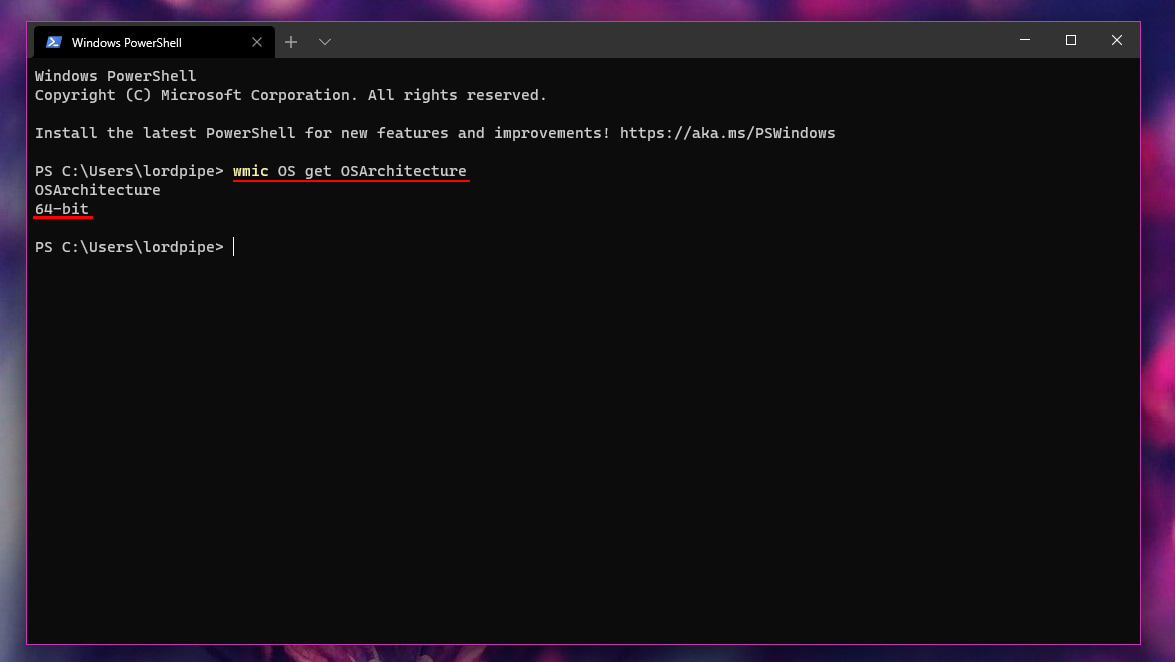 Windows PowerShell
Windows PowerShell
Copyright (C) Microsoft Corporation. All rights reserved.
Install the latest PowerShell for new features and improvements! https://aka.ms/PSWindows
PS C:\Users\lordpipe> wmic OS get OSArchitecture
OSArchitecture
64-bit
PS C:\Users\lordpipe>